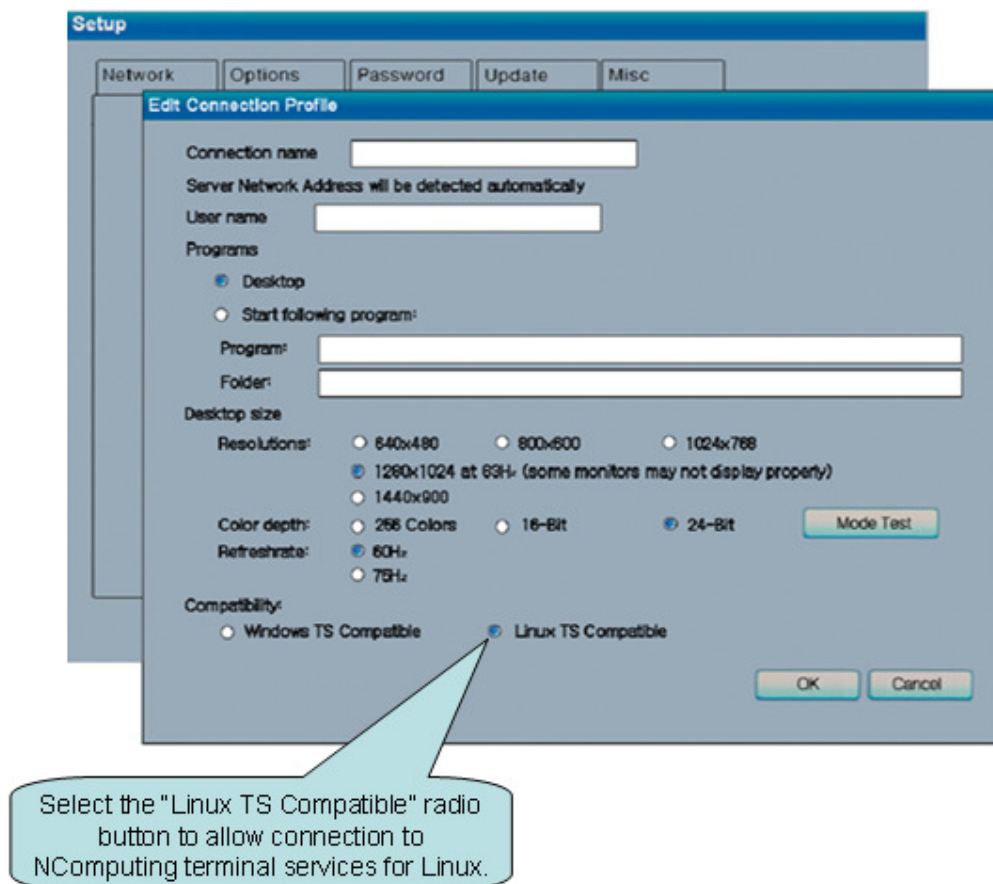 Setup
Network Options Password Update Misc
Edit Connection Profile
Connection name
Server Network Address will be detected automatically
User name
Programs
Desktop
Start following program:
Program:
Folder:
Desktop size
Resolutions: 640x480 800x600 1024x768
1280x1024 at 63Hz (some monitors may not display properly)
1440x900
Color depth: 256 Colors 16-Bit 24-Bit Mode Test
Refreshrate: 60Hz
75Hz
Compatibility:
Windows TS Compatible Linux TS Compatible
OK Cancel
Select the "Linux TS Compatible" radio
button to allow connection to
NComputing terminal services for Linux.